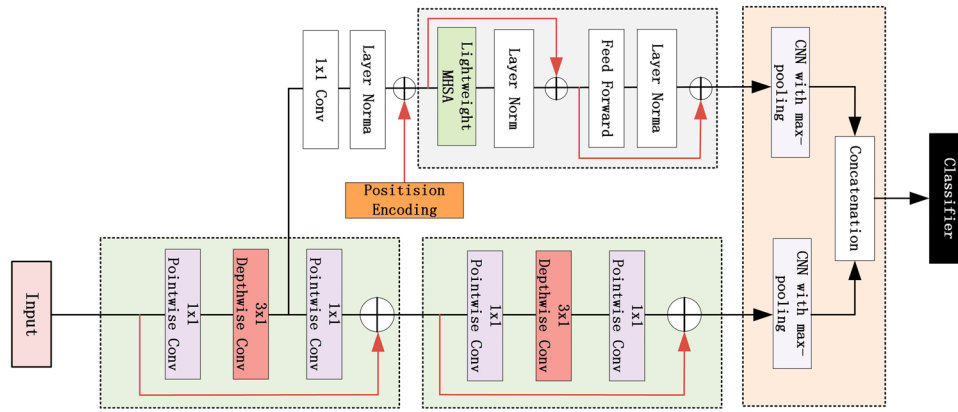 1x1 Conv
Layer Norma
Lightweight
MHSA
Layer Norm
Feed Forward
Layer Norma
CNN with max-
pooling
Positision
Encoding
Concatenation
Classifier
Input
1x1
Pointwise Conv
3x1
Depthwise Conv
1x1
Pointwise Conv
1x1
Pointwise Conv
3x1
Depthwise Conv
1x1
Pointwise Conv
CNN with max-
pooling